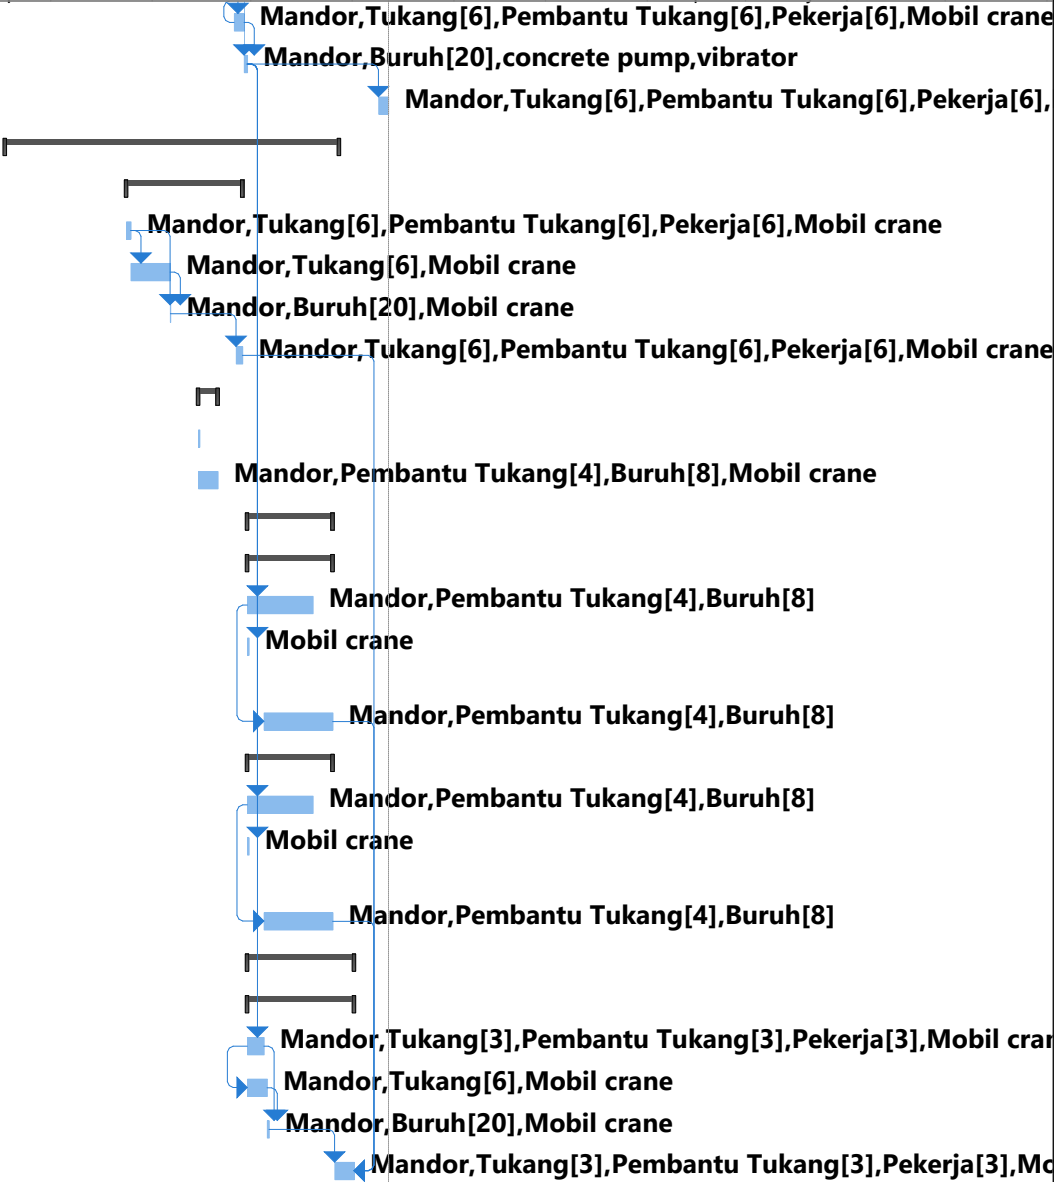 Mandor,Tukang[6],Pembantu Tukang[6],Pekerja[6],Mobil crane
Mandor,Buruh[20],concrete pump,vibrator
Mandor,Tukang[6],Pembantu Tukang[6],Pekerja[6],
Mandor,Tukang[6],Pembantu Tukang[6],Pekerja[6],Mobil crane
Mandor,Tukang[6],Mobil crane
Mandor,Buruh[20],Mobil crane
Mandor,Tukang[6],Pembantu Tukang[6],Pekerja[6],Mobil crane
Mandor,Pembantu Tukang[4],Buruh[8],Mobil crane
Mandor,Pembantu Tukang[4],Buruh[8]
Mobil crane
Mandor,Pembantu Tukang[4],Buruh[8]
Mandor,Pembantu Tukang[4],Buruh[8]
Mobil crane
Mandor,Pembantu Tukang[4],Buruh[8]
Mandor,Tukang[3],Pembantu Tukang[3],Pekerja[3],Mobil
Mandor,Tukang[6],Mobil crane
Mandor,Buruh[20],Mobil crane
Mandor,Tukang[3],Pembantu Tukang[3],Pekerja[3],